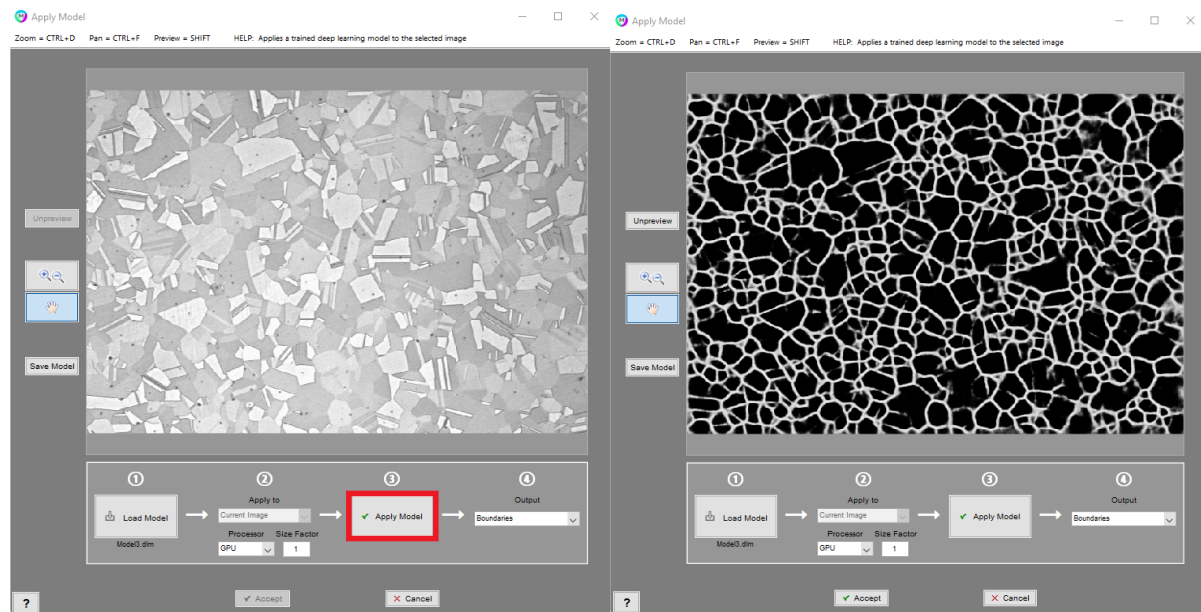 Apply Model
Zoom = CTRL+D Pan = CTRL+F Preview = SHIFT HELP: Applies a trained deep learning model to the selected image
Unpreview
Save Model
1 2 3 4
Apply to Output
Load Model Current Image Apply Model Boundaries
Processor Size Factor
Model3.dlm GPU 1
? Accept Cancel
Apply Model
Zoom = CTRL+D Pan = CTRL+F Preview = SHIFT HELP: Applies a trained deep learning model to the selected image
Unpreview
Save Model
1 2 3 4
Apply to Output
Load Model Current Image Apply Model Boundaries
Processor Size Factor
Model3.dlm GPU 1
? Accept Cancel